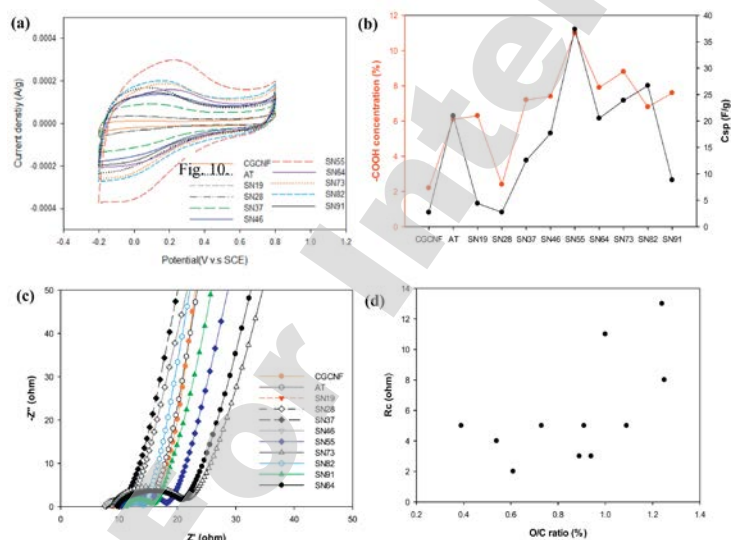 (a)
Current density (A/g)
0.0004
0.0002
0.0000
-0.0002
-0.0004
Fig. 10.
CGCNF
AT
SN19
SN28
SN37
SN46
SN55
SN64
SN73
SN82
SN91
-0.4 -0.2 0.0 0.2 0.4 0.6 0.8 1.0 1.2
Potential(V v.s SCE)
(b)
-COOH concentration (%)
12
10
8
6
4
2
0
40
35
30
25
20
15
10
5
0
Csp (F/g)
CGCNF AT SN19 SN28 SN37 SN46 SN55 SN64 SN73 SN82 SN91
(c)
-Z'' (ohm)
50
40
30
20
10
0
CGCNF
AT
SN19
SN28
SN37
SN46
SN55
SN73
SN82
SN91
SN64
0 10 20 30 40 50
Z' (ohm)
(d)
Rc (ohm)
14
12
10
8
6
4
2
0
0.2 0.4 0.6 0.8 1.0 1.2 1.4
O/C ratio (%)
For Inte